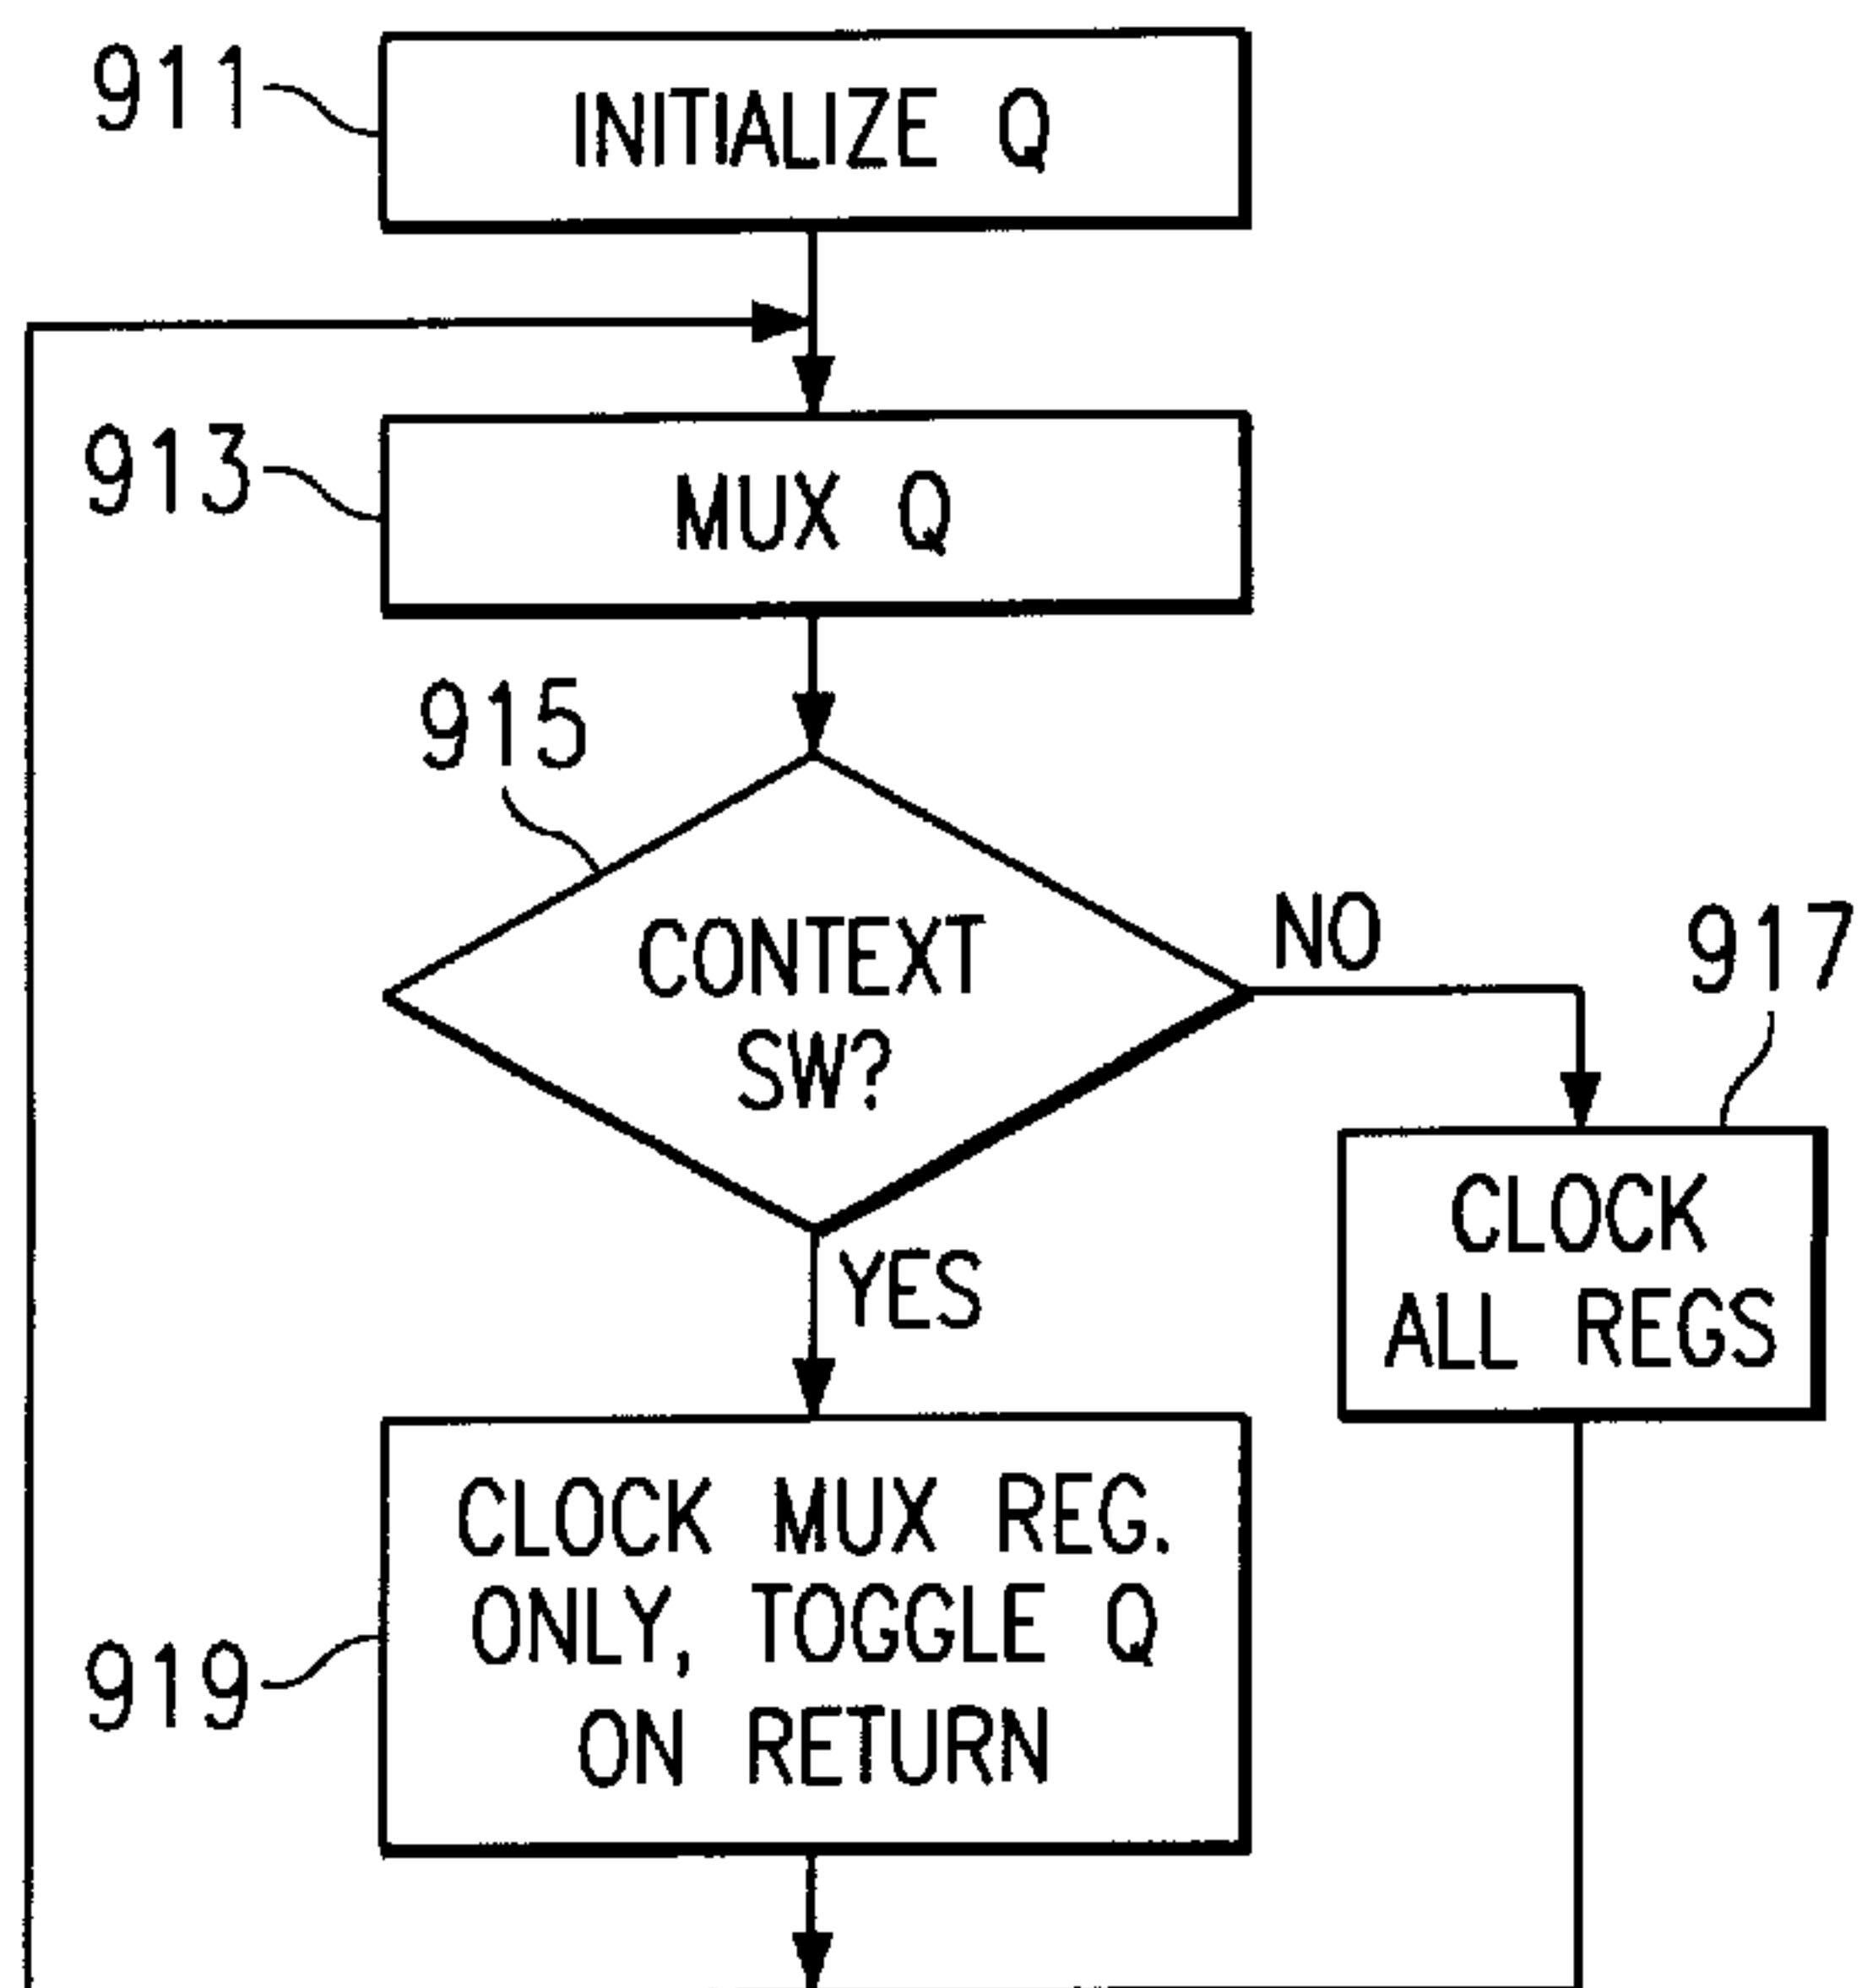 911
INITIALIZE Q
913
MUX Q
915
CONTEXT
SW?
NO
917
CLOCK
ALL REGS
YES
CLOCK MUX REG.
ONLY, TOGGLE Q
ON RETURN
919